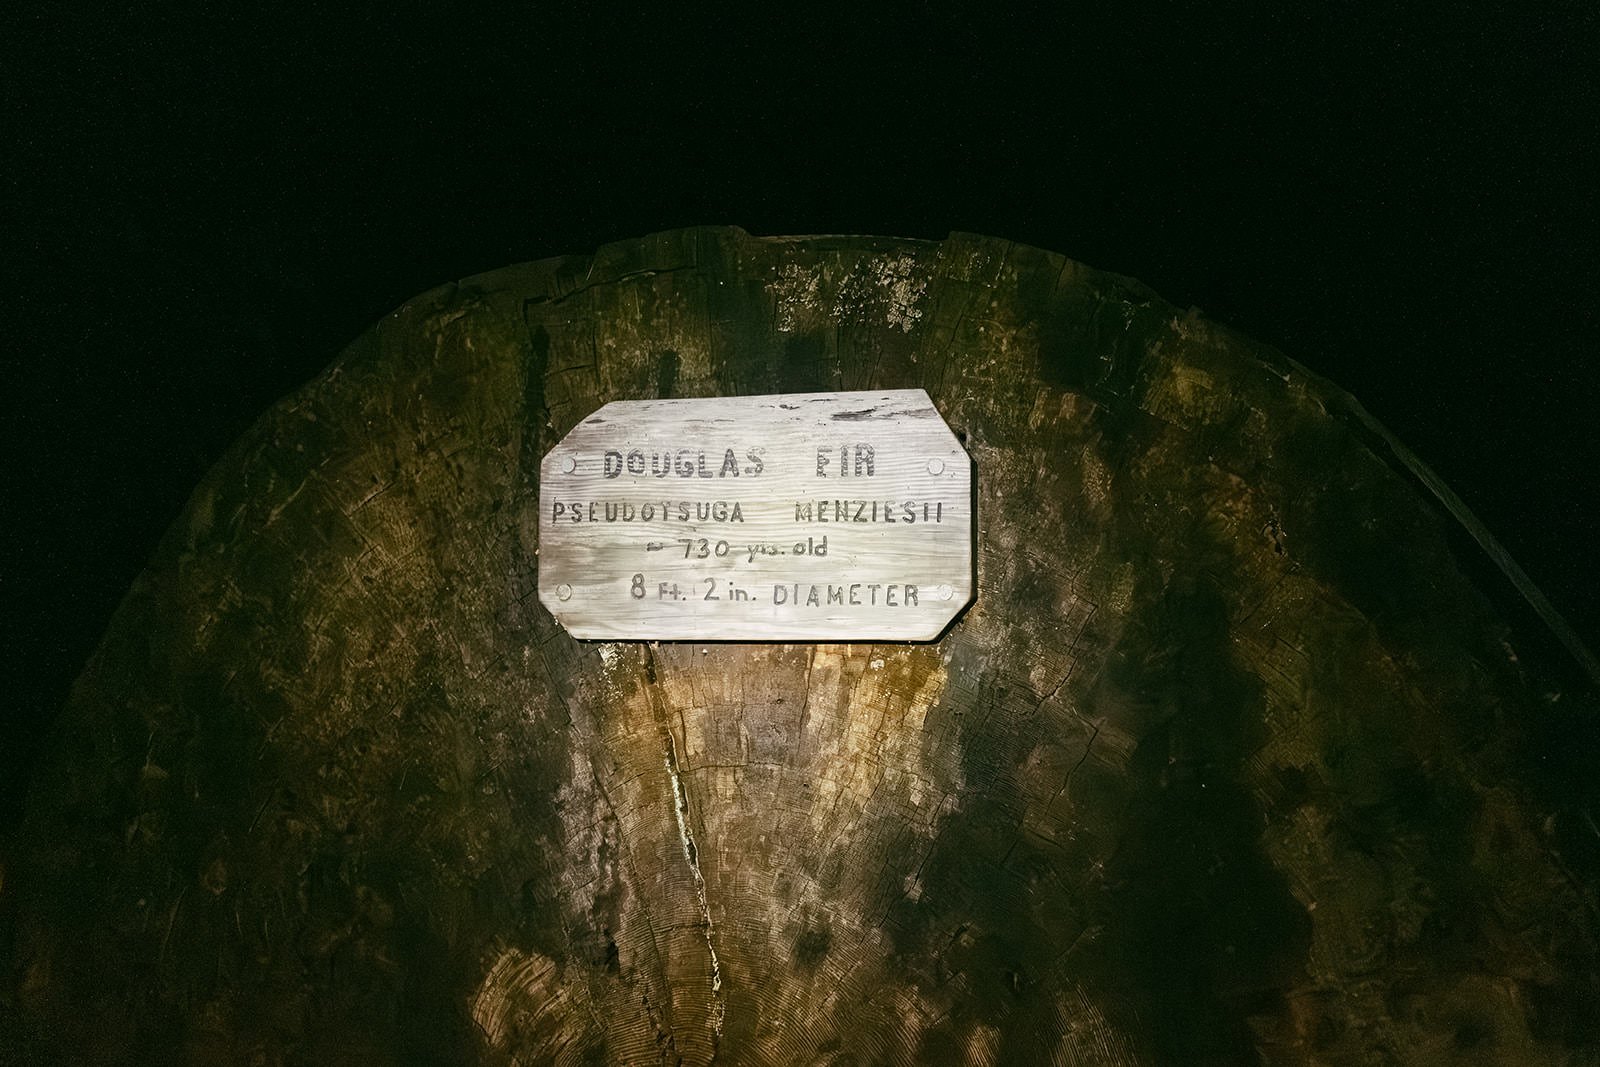 DOUGLAS FIR
PSEUDOTSUGA MENZIESII
~ 730 yrs. old
8 Ft. 2 in. DIAMETER